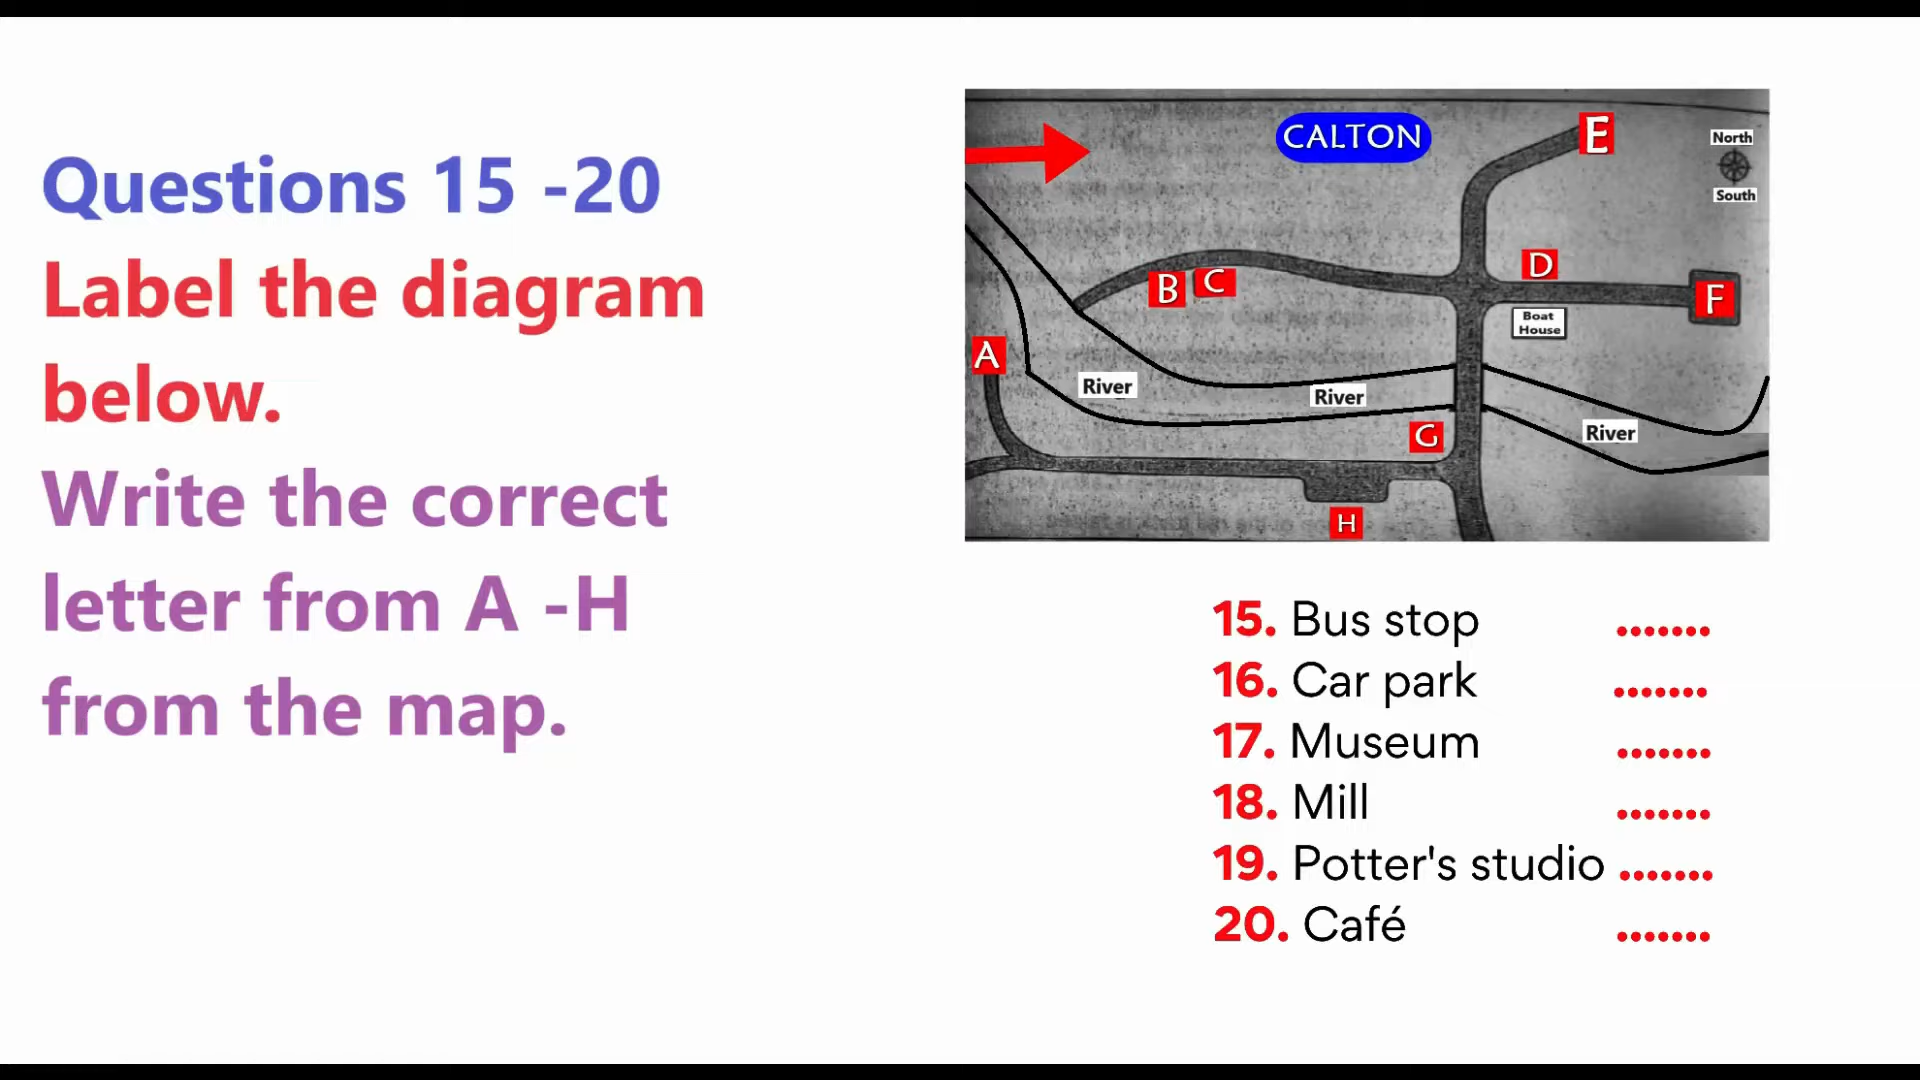 Questions 15 -20
Label the diagram
below.
Write the correct
letter from A -H
from the map.
CALTON
E
North
South
D
B
C
F
Boat
House
A
River
River
River
G
H
15. Bus stop .......
16. Car park .......
17. Museum .......
18. Mill .......
19. Potter's studio .......
20. Café .......